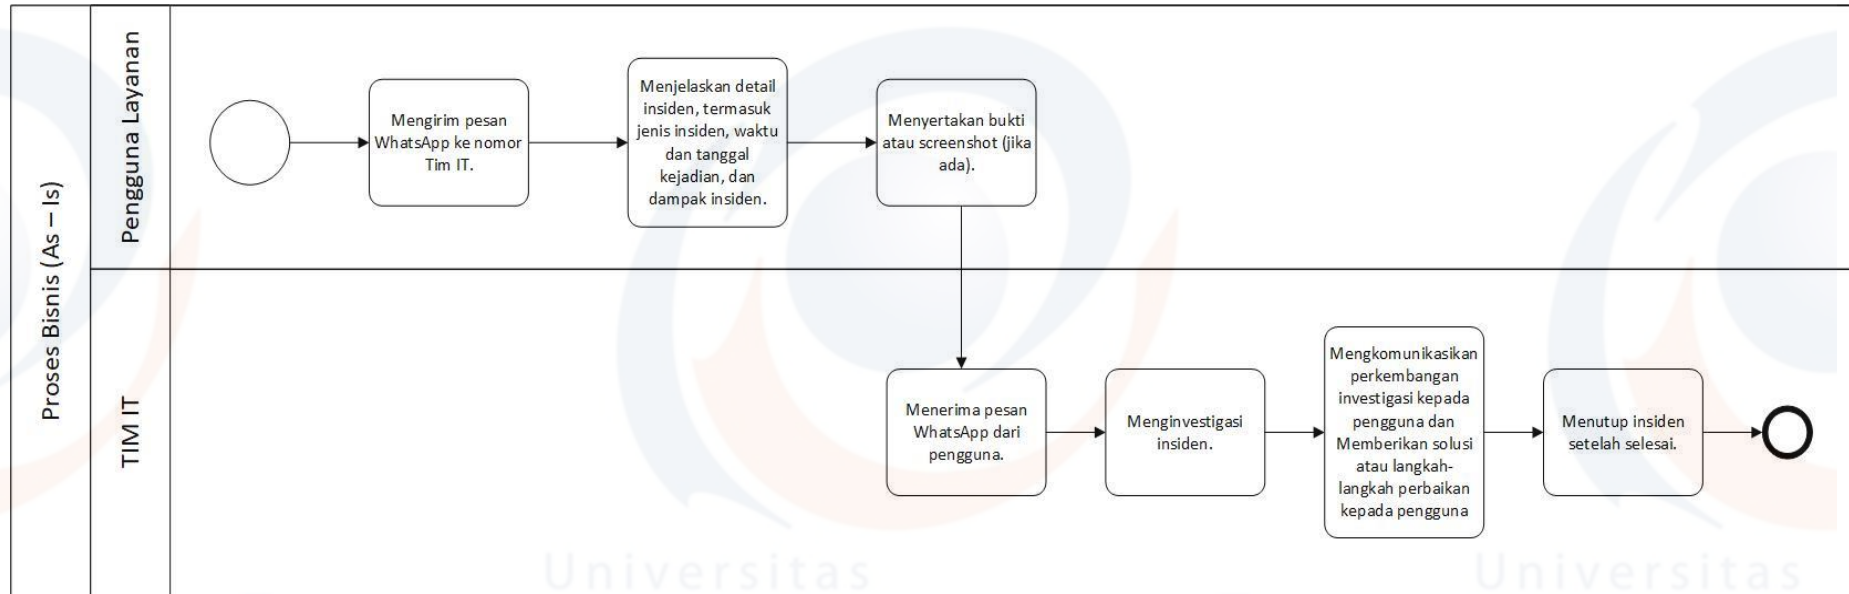 Proses Bisnis (As – Is)
Pengguna Layanan
Mengirim pesan
WhatsApp ke nomor
Tim IT.
Menjelaskan detail
insiden, termasuk
jenis insiden, waktu
dan tanggal
kejadian, dan
dampak insiden.
Menyertakan bukti
atau screenshot (jika
ada).
TIM IT
Menerima pesan
WhatsApp dari
pengguna.
Menginvestigasi
insiden.
Mengkomunikasikan
perkembangan
investigasi kepada
pengguna dan
Memberikan solusi
atau langkah-
langkah perbaikan
kepada pengguna
Menutup insiden
setelah selesai.
Universitas
Universitas